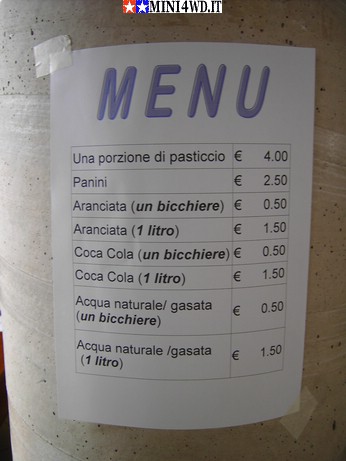 MINI4WD.IT
MENU
Una porzione di pasticcio € 4.00
Panini € 2.50
Aranciata (un bicchiere) € 0.50
Aranciata (1 litro) € 1.50
Coca Cola (un bicchiere) € 0.50
Coca Cola (1 litro) € 1.50
Acqua naturale/ gasata € 0.50
(un bicchiere)
Acqua naturale /gasata € 1.50
(1 litro)